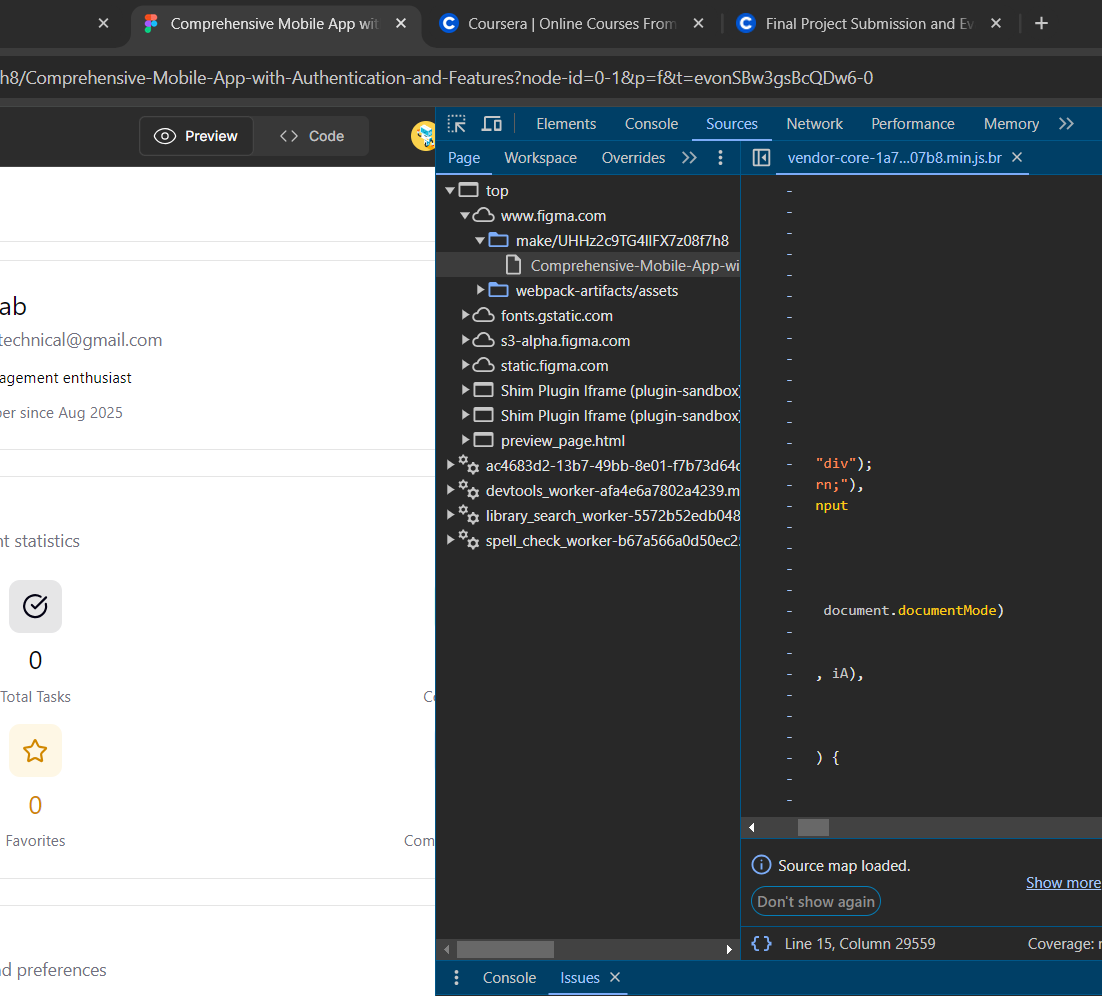 Comprehensive Mobile App wit
Coursera | Online Courses From
Final Project Submission and Ev
h8/Comprehensive-Mobile-App-with-Authentication-and-Features?node-id=0-1&p=f&t=evonSBw3gsBcQDw6-0
Preview
Code
ab
technical@gmail.com
agement enthusiast
per since Aug 2025
nt statistics
0
Total Tasks
Co
0
Favorites
Com
nd preferences
Elements Console Sources Network Performance Memory
Page Workspace Overrides
vendor-core-1a7...07b8.min.js.br
top
www.figma.com
make/UHHz2c9TG4lIFX7z08f7h8
Comprehensive-Mobile-App-wi
webpack-artifacts/assets
fonts.gstatic.com
s3-alpha.figma.com
static.figma.com
Shim Plugin Iframe (plugin-sandbox)
Shim Plugin Iframe (plugin-sandbox)
preview_page.html
ac4683d2-13b7-49bb-8e01-f7b73d64c
devtools_worker-afa4e6a7802a4239.m
library_search_worker-5572b52edb048
spell_check_worker-b67a566a0d50ec2
-
-
-
-
-
-
-
-
-
-
-
-
-
- "div");
- rn;"),
- nput
-
-
-
-
- document.documentMode)
-
-
- , iA),
-
-
-
- ) {
-
-
Source map loaded.
Show more
Don't show again
{} Line 15, Column 29559
Coverage: n
Console Issues